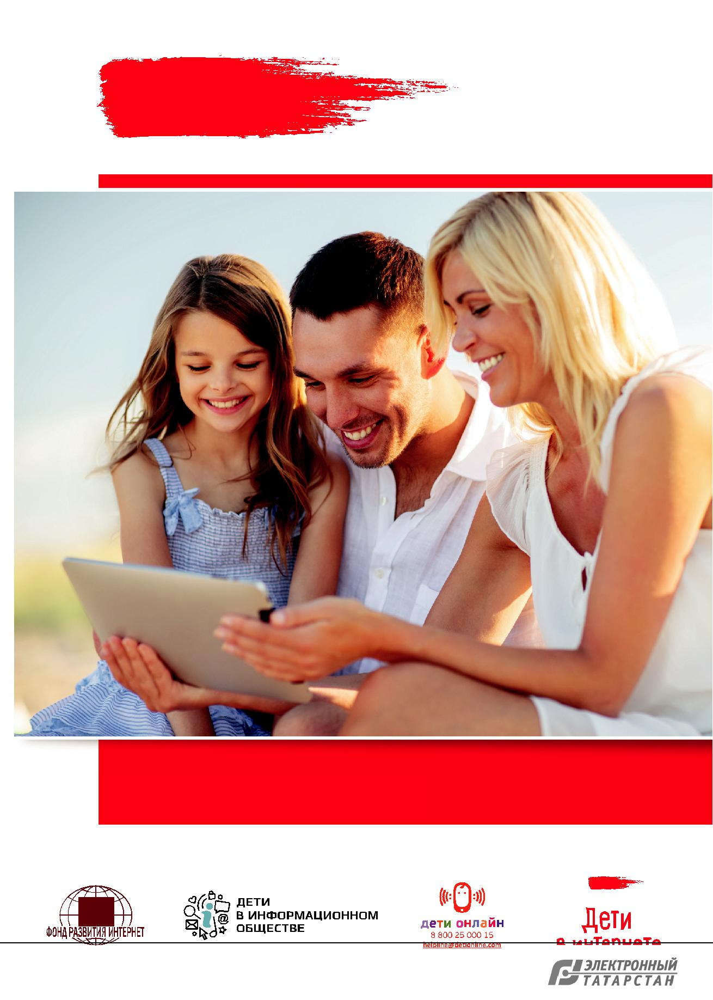 ФОНД РАЗВИТИЯ ИНТЕРНЕТ
ДЕТИ
В ИНФОРМАЦИОННОМ
ОБЩЕСТВЕ
дети онлайн
8 800 25 000 15
helpline@detionline.com
Дети
в интернете
ЭЛЕКТРОННЫЙ
ТАТАРСТАН